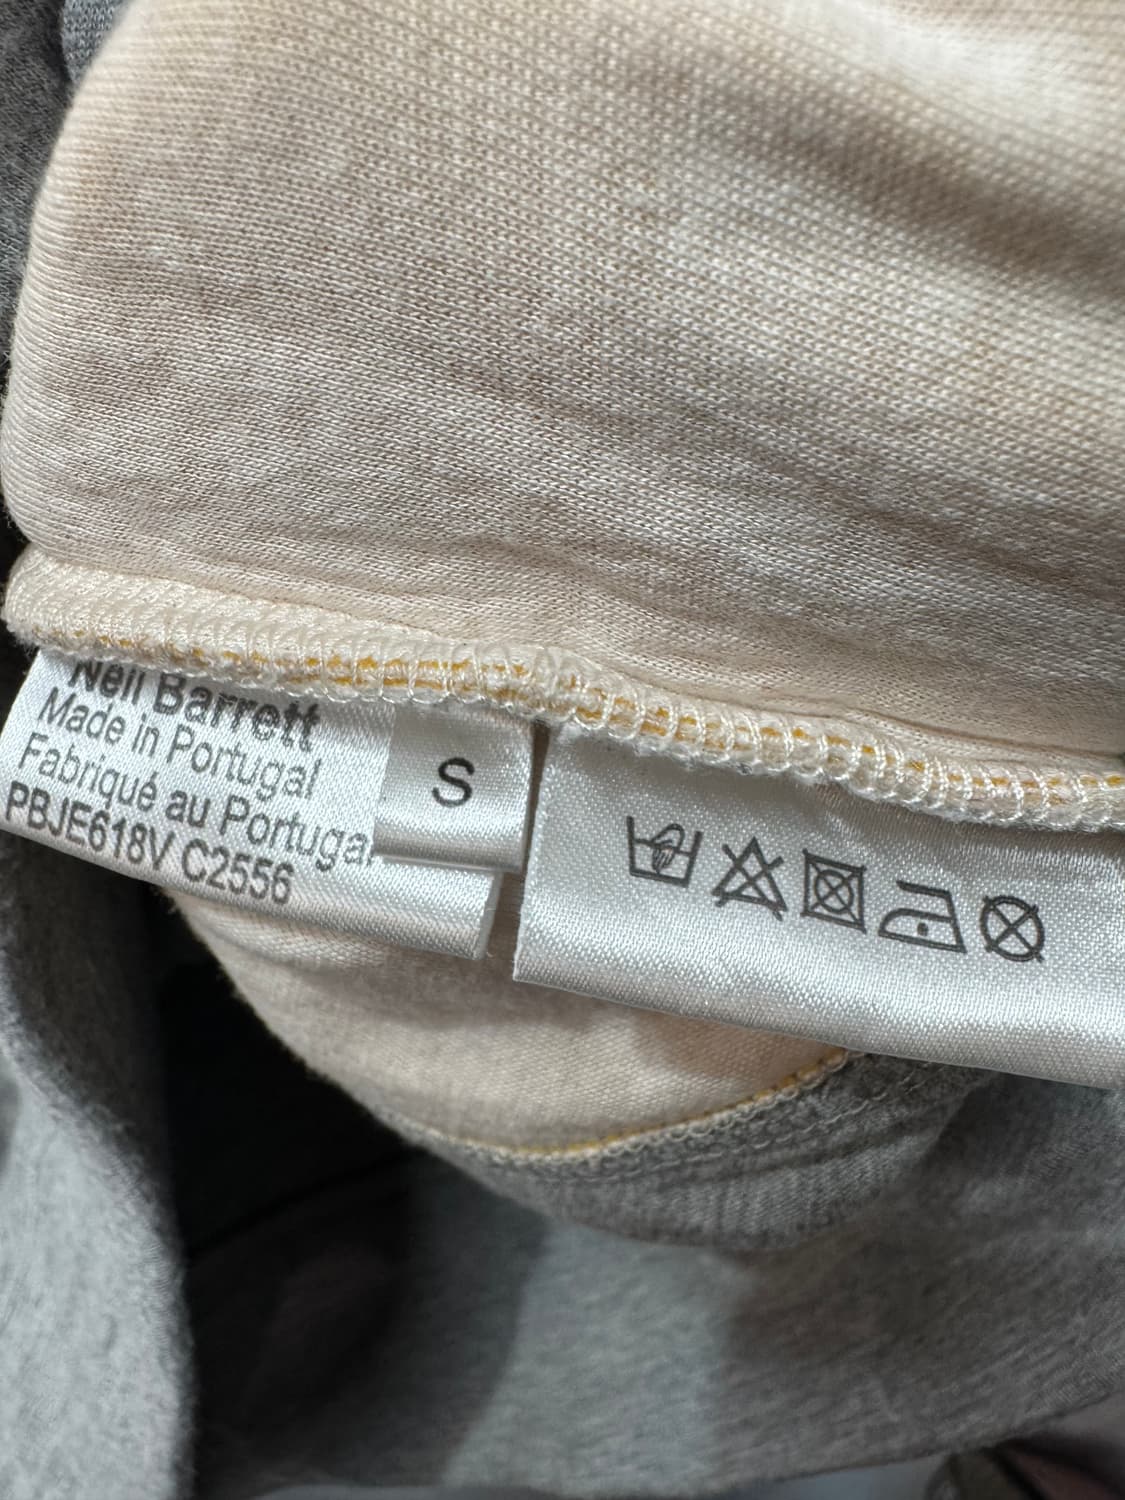 Neil Barrett
Made in Portugal
Fabriqué au Portugal
PBJE618V C2556
S